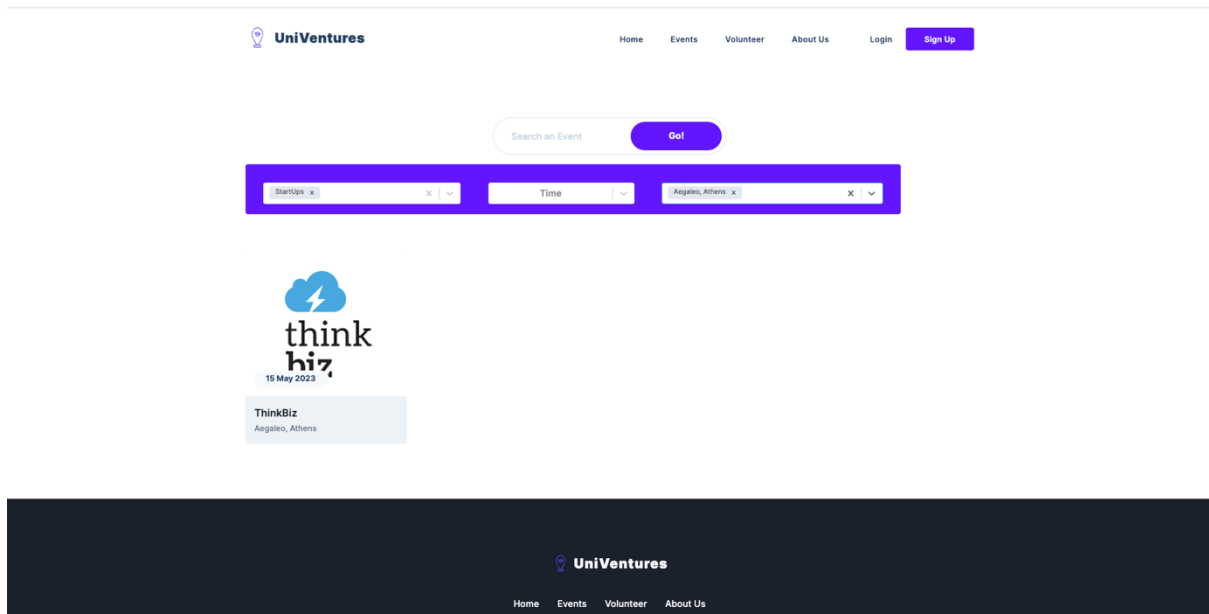 UniVentures
Home Events Volunteer About Us Login Sign Up
Search an Event Go!
StartUps x Time Aegaleo, Athens x
think
biz
15 May 2023
ThinkBiz
Aegaleo, Athens
UniVentures
Home Events Volunteer About Us